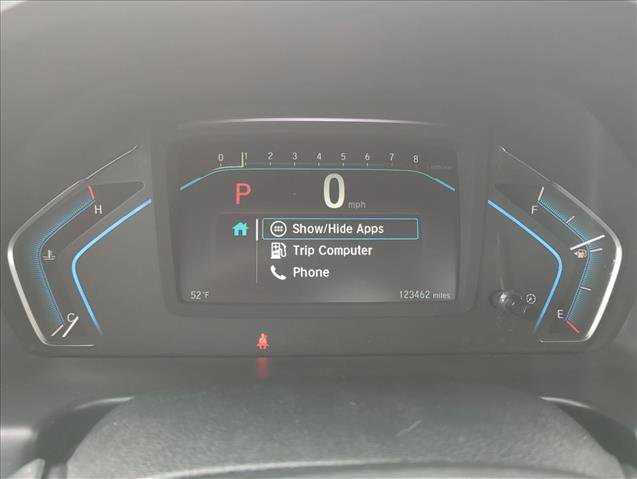 0 1 2 3 4 5 6 7 8
P 0 mph
H F
Show/Hide Apps
Trip Computer
Phone
52°F 123462 miles
C E